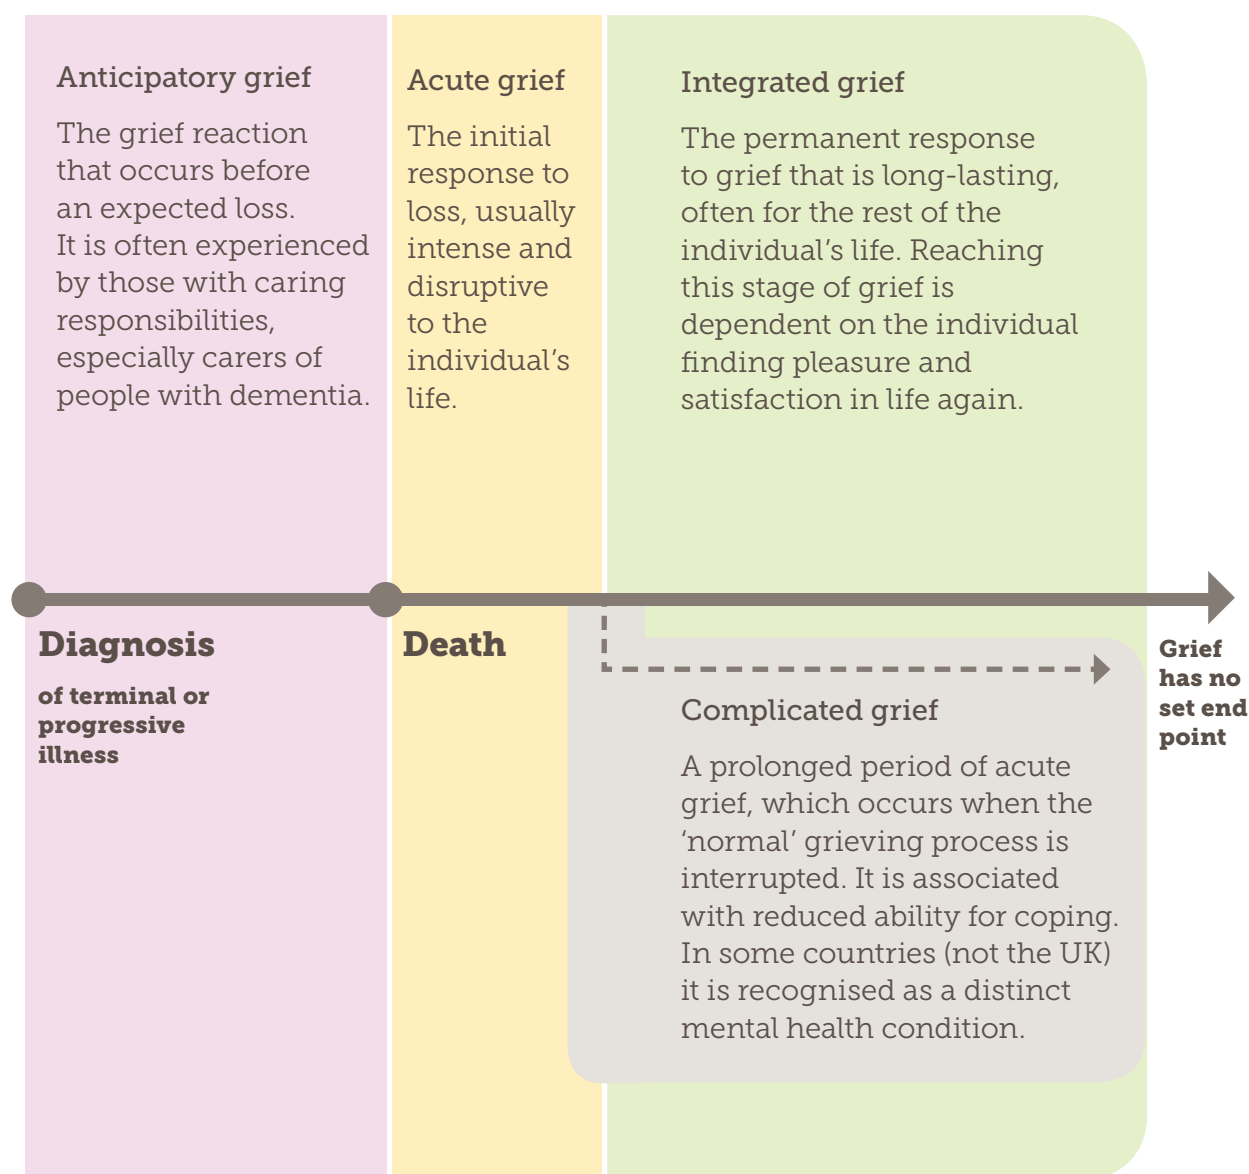 Anticipatory grief
The grief reaction
that occurs before
an expected loss.
It is often experienced
by those with caring
responsibilities,
especially carers of
people with dementia.
Acute grief
The initial
response to
loss, usually
intense and
disruptive
to the
individual’s
life.
Integrated grief
The permanent response
to grief that is long-lasting,
often for the rest of the
individual’s life. Reaching
this stage of grief is
dependent on the individual
finding pleasure and
satisfaction in life again.
Diagnosis
of terminal or
progressive
illness
Death
Grief
has no
set end
point
Complicated grief
A prolonged period of acute
grief, which occurs when the
‘normal’ grieving process is
interrupted. It is associated
with reduced ability for coping.
In some countries (not the UK)
it is recognised as a distinct
mental health condition.